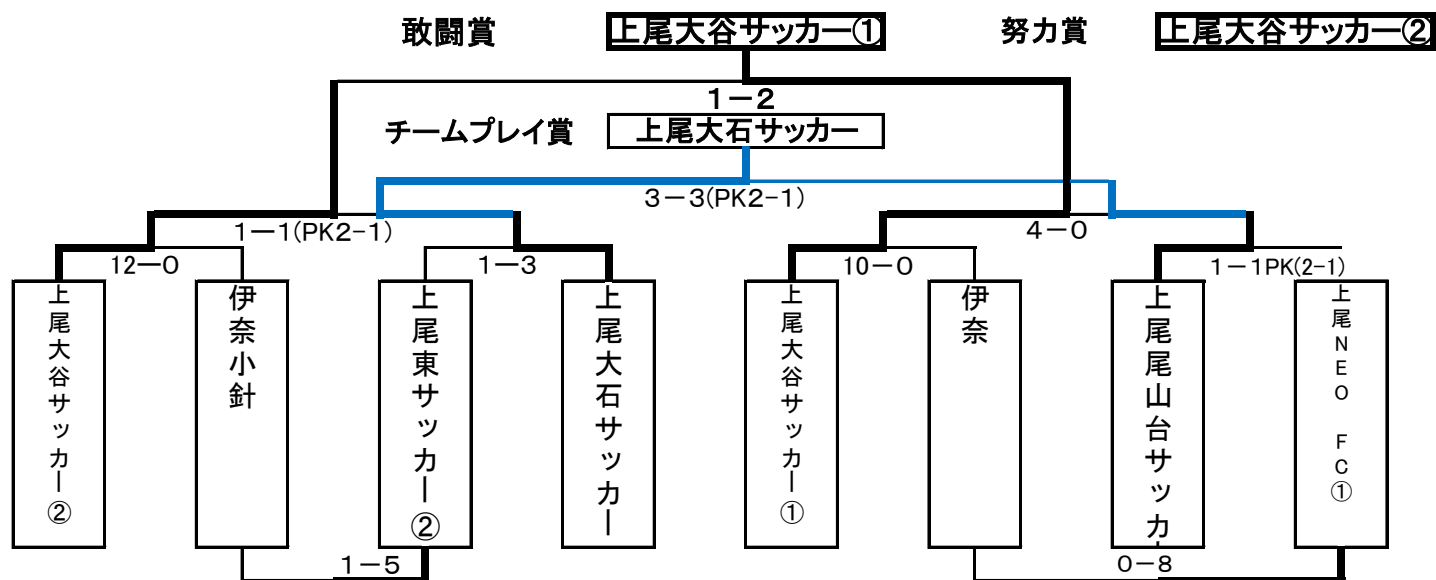 敢闘賞 上尾大谷サッカー① 努力賞 上尾大谷サッカー②
1－2
チームプレイ賞 上尾大石サッカー
3－3(PK2-1)
1－1(PK2-1)
4－0
12－0
1－3
10－0
1－1PK(2-1)
上尾大谷サッカー②
伊奈小針
上尾東サッカー②
上尾大石サッカー
上尾大谷サッカー①
伊奈
上尾尾山台サッカ
上尾NEO FC①
1－5
0－8